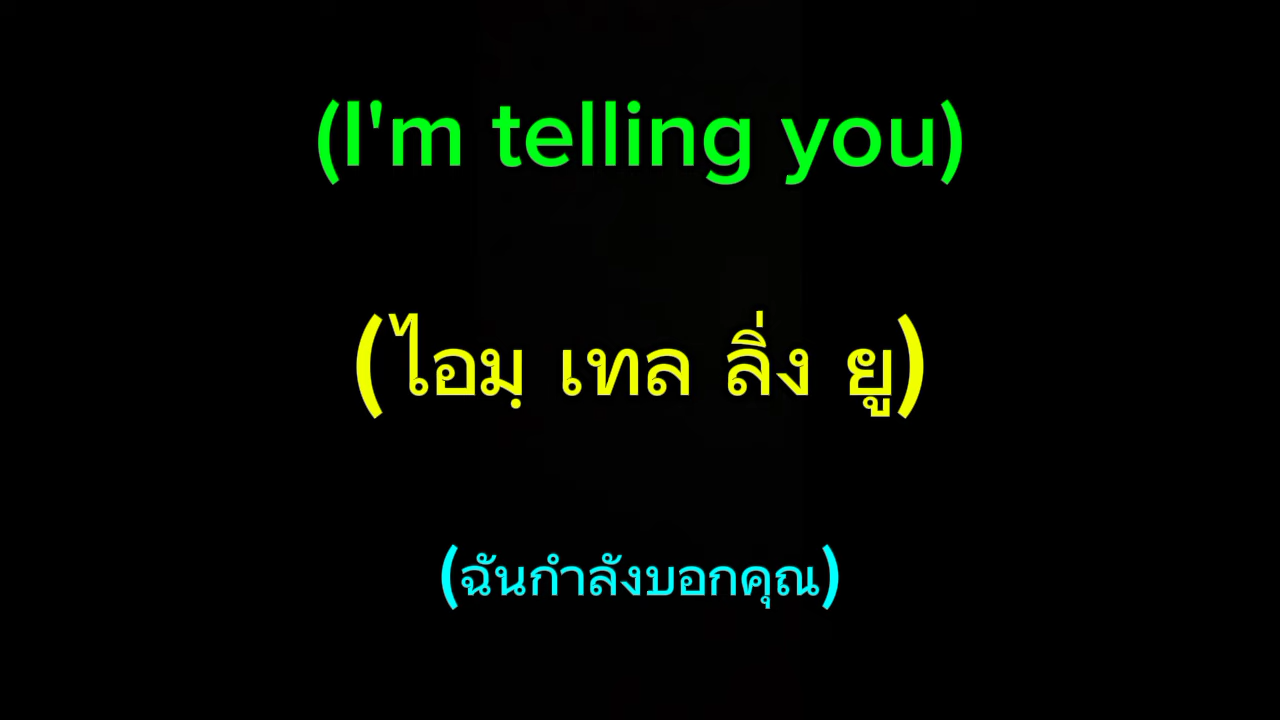 (I'm telling you)
(ไอมฺ เทล ลิ่ง ยู)
(ฉันกำลังบอกคุณ)